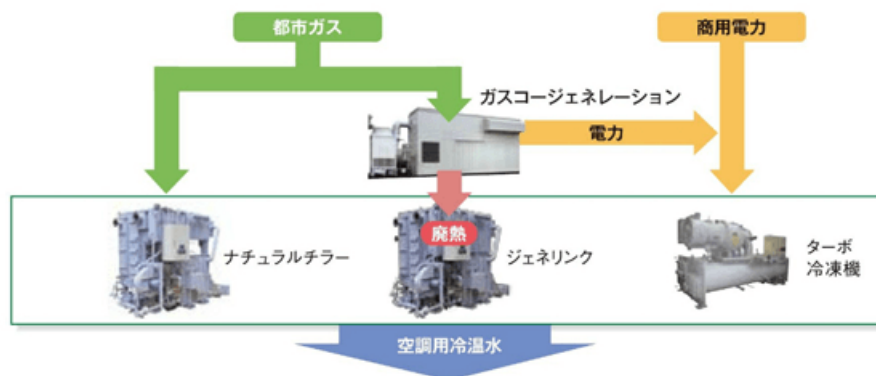 都市ガス
商用電力
ガスコージェネレーション
電力
廃熱
ナチュラルチラー
ジェネリンク
ターボ
冷凍機
空調用冷温水